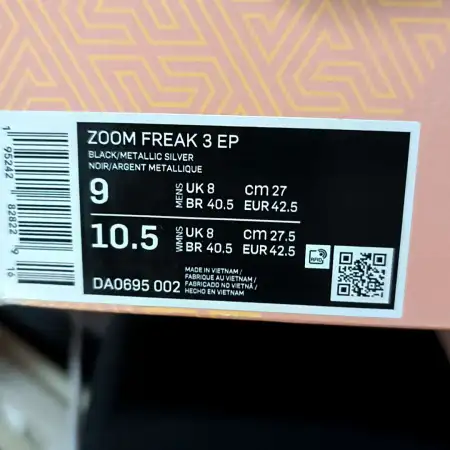 ZOOM FREAK 3 EP
BLACK/METALLIC SILVER
NOIR/ARGENT METALLIQUE
9 MENS UK 8 cm 27
BR 40.5 EUR 42.5
10.5 WMNS UK 8 cm 27.5
BR 40.5 EUR 42.5
DA0695 002
MADE IN VIETNAM /
FABRIQUE AU VIETNAM /
FABRICADO NO VIETNÃ /
HECHO EN VIETNAM
RFID
1 95242 82822 9 16